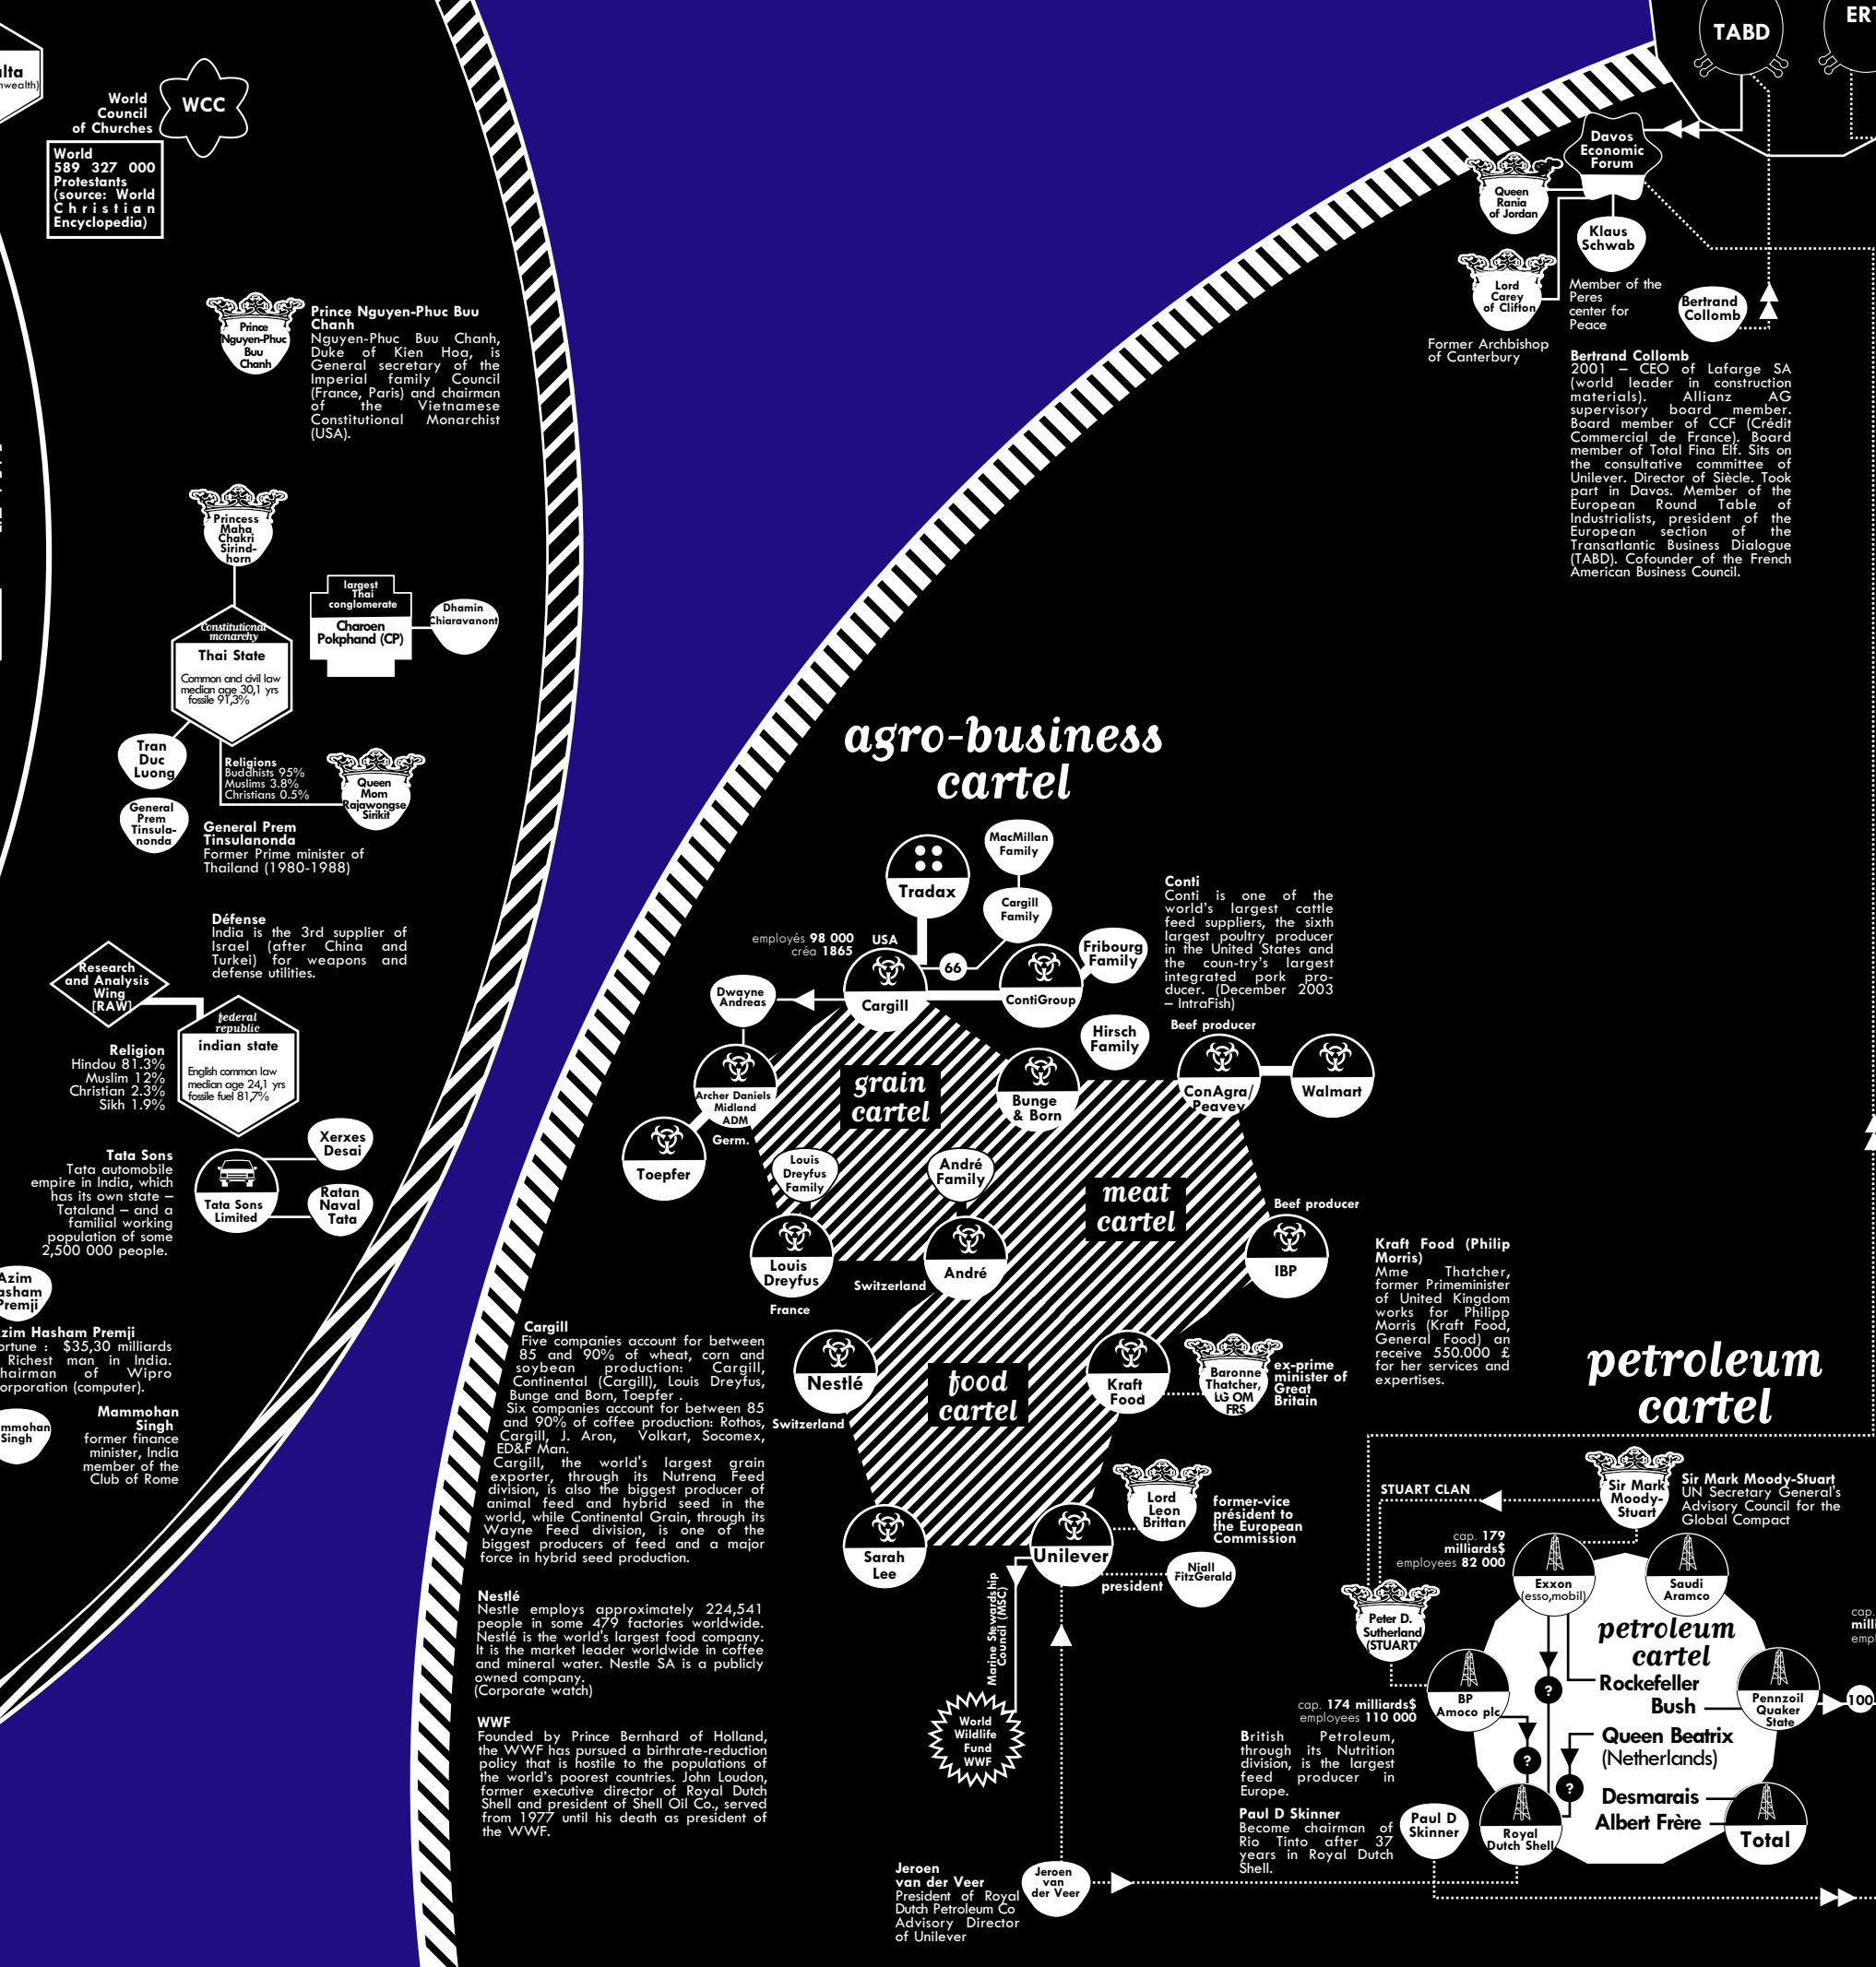 alta
nwealth)
World
Council
of Churches
WCC
World
589 327 000
Protestants
(source: World
Christian
Encyclopedia)
Prince
Nguyen-Phuc
Buu
Chanh
Prince Nguyen-Phuc Buu
Chanh
Nguyen-Phuc Buu Chanh,
Duke of Kien Hoa, is
General secretary of the
Imperial family Council
(France, Paris) and chairman
of the Vietnamese
Constitutional Monarchist
(USA).
Princess
Maha
Chakri
Sirind-
horn
largest
Thai
conglomerate
Charoen
Pokphand (CP)
Dhamin
Chiaravanont
Constitutional
monarchy
Thai State
Common and civil law
median age 30,1 yrs
fossile 91,3%
Tran
Duc
Luong
Religions
Buddhists 95%
Muslims 3.8%
Christians 0.5%
Queen
Mom
Rajawongse
Sirikit
General
Prem
Tinsula-
nonda
General Prem
Tinsulanonda
Former Prime minister of
Thailand (1980-1988)
Défense
India is the 3rd supplier of
Israel (after China and
Turkei) for weapons and
defense utilities.
Research
and Analysis
Wing
[RAW]
federal
republic
indian state
English common law
median age 24,1 yrs
fossile fuel 81,7%
Religion
Hindou 81.3%
Muslim 12%
Christian 2.3%
Sikh 1.9%
Tata Sons
Tata automobile
empire in India, which
has its own state –
Tataland – and a
familial working
population of some
2,500 000 people.
Tata Sons
Limited
Xerxes
Desai
Ratan
Naval
Tata
Azim
asham
Premji
zim Hasham Premji
ortune : $35,30 milliards
Richest man in India.
hairman of Wipro
orporation (computer).
mmohan
Singh
Mammohan
Singh
former finance
minister, India
member of the
Club of Rome
TABD
ERT
Davos
Economic
Forum
Queen
Rania
of Jordan
Klaus
Schwab
Lord
Carey
of Clifton
Member of the
Peres
center for
Peace
Bertrand
Collomb
Former Archbishop
of Canterbury
Bertrand Collomb
2001 – CEO of Lafarge SA
(world leader in construction
materials). Allianz AG
supervisory board member.
Board member of CCF (Crédit
Commercial de France). Board
member of Total Fina Elf. Sits on
the consultative committee of
Unilever. Director of Siècle. Took
part in Davos. Member of the
European Round Table of
Industrialists, president of the
European section of the
Transatlantic Business Dialogue
(TABD). Cofounder of the French
American Business Council.
agro-business
cartel
Tradax
MacMillan
Family
Cargill
Family
employés 98 000
créa 1865
USA
66
Cargill
ContiGroup
Fribourg
Family
Conti
Conti is one of the
world's largest cattle
feed suppliers, the sixth
largest poultry producer
in the United States and
the coun-try's largest
integrated pork pro-
ducer. (December 2003
– IntraFish)
Dwayne
Andreas
Hirsch
Family
Beef producer
Archer Daniels
Midland
ADM
grain
cartel
Bunge
& Born
ConAgra/
Peavey
Walmart
Germ.
Toepfer
Louis
Dreyfus
Family
André
Family
meat
cartel
Beef producer
Louis
Dreyfus
France
Switzerland
André
IBP
Kraft Food (Philip
Morris)
Mme Thatcher,
former Primeminister
of United Kingdom
works for Philipp
Morris (Kraft Food,
General Food) an
receive 550.000 £
for her services and
expertises.
Cargill
Five companies account for between
85 and 90% of wheat, corn and
soybean production: Cargill,
Continental (Cargill), Louis Dreyfus,
Bunge and Born, Toepfer .
Six companies account for between 85
and 90% of coffee production: Rothos,
Cargill, J. Aron, Volkart, Socomex,
ED&F Man.
Cargill, the world's largest grain
exporter, through its Nutrena Feed
division, is also the biggest producer of
animal feed and hybrid seed in the
world, while Continental Grain, through its
Wayne Feed division, is one of the
biggest producers of feed and a major
force in hybrid seed production.
Nestlé
Switzerland
food
cartel
Kraft
Food
Baronne
Thatcher,
LG OM
FRS
ex-prime
minister of
Great
Britain
Sarah
Lee
Unilever
Lord
Leon
Brittan
former-vice
président to
the European
Commission
president
Niall
FitzGerald
Marine Stewardship
Council (MSC)
World
Wildlife
Fund
WWF
Nestlé
Nestle employs approximately 224,541
people in some 479 factories worldwide.
Nestlé is the world's largest food company.
It is the market leader worldwide in coffee
and mineral water. Nestle SA is a publicly
owned company.
(Corporate watch)
WWF
Founded by Prince Bernhard of Holland,
the WWF has pursued a birthrate-reduction
policy that is hostile to the populations of
the world's poorest countries. John Loudon,
former executive director of Royal Dutch
Shell and president of Shell Oil Co., served
from 1977 until his death as president of
the WWF.
Jeroen
van der Veer
President of Royal
Dutch Petroleum Co
Advisory Director
of Unilever
Jeroen
van
der Veer
petroleum
cartel
STUART CLAN
Sir Mark
Moody-
Stuart
Sir Mark Moody-Stuart
UN Secretary General's
Advisory Council for the
Global Compact
cap. 179
milliards$
employees 82 000
Exxon
(esso,mobil)
Saudi
Aramco
Peter D.
Sutherland
(STUART)
petroleum
cartel
Rockefeller
Bush
Queen Beatrix
(Netherlands)
Desmarais
Albert Frère
cap.
milli
empl
BP
Amoco plc
Pennzoil
Quaker
State
100
?
?
?
cap. 174 milliards$
employees 110 000
British Petroleum,
through its Nutrition
division, is the largest
feed producer in
Europe.
Paul D Skinner
Become chairman of
Rio Tinto after 37
years in Royal Dutch
Shell.
Paul D
Skinner
Royal
Dutch Shell
Total